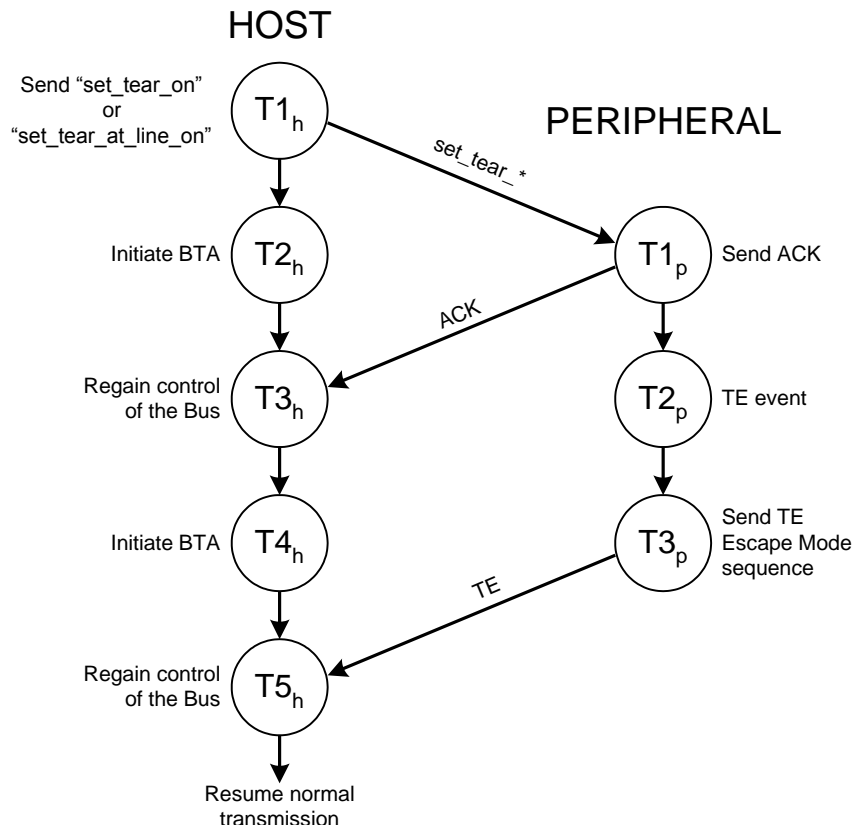 HOST
Send “set_tear_on”
or
“set_tear_at_line_on”
T1h
PERIPHERAL
set_tear_*
Initiate BTA
T2h
T1p
Send ACK
ACK
Regain control
of the Bus
T3h
T2p
TE event
Initiate BTA
T4h
T3p
Send TE
Escape Mode
sequence
TE
Regain control
of the Bus
T5h
Resume normal
transmission